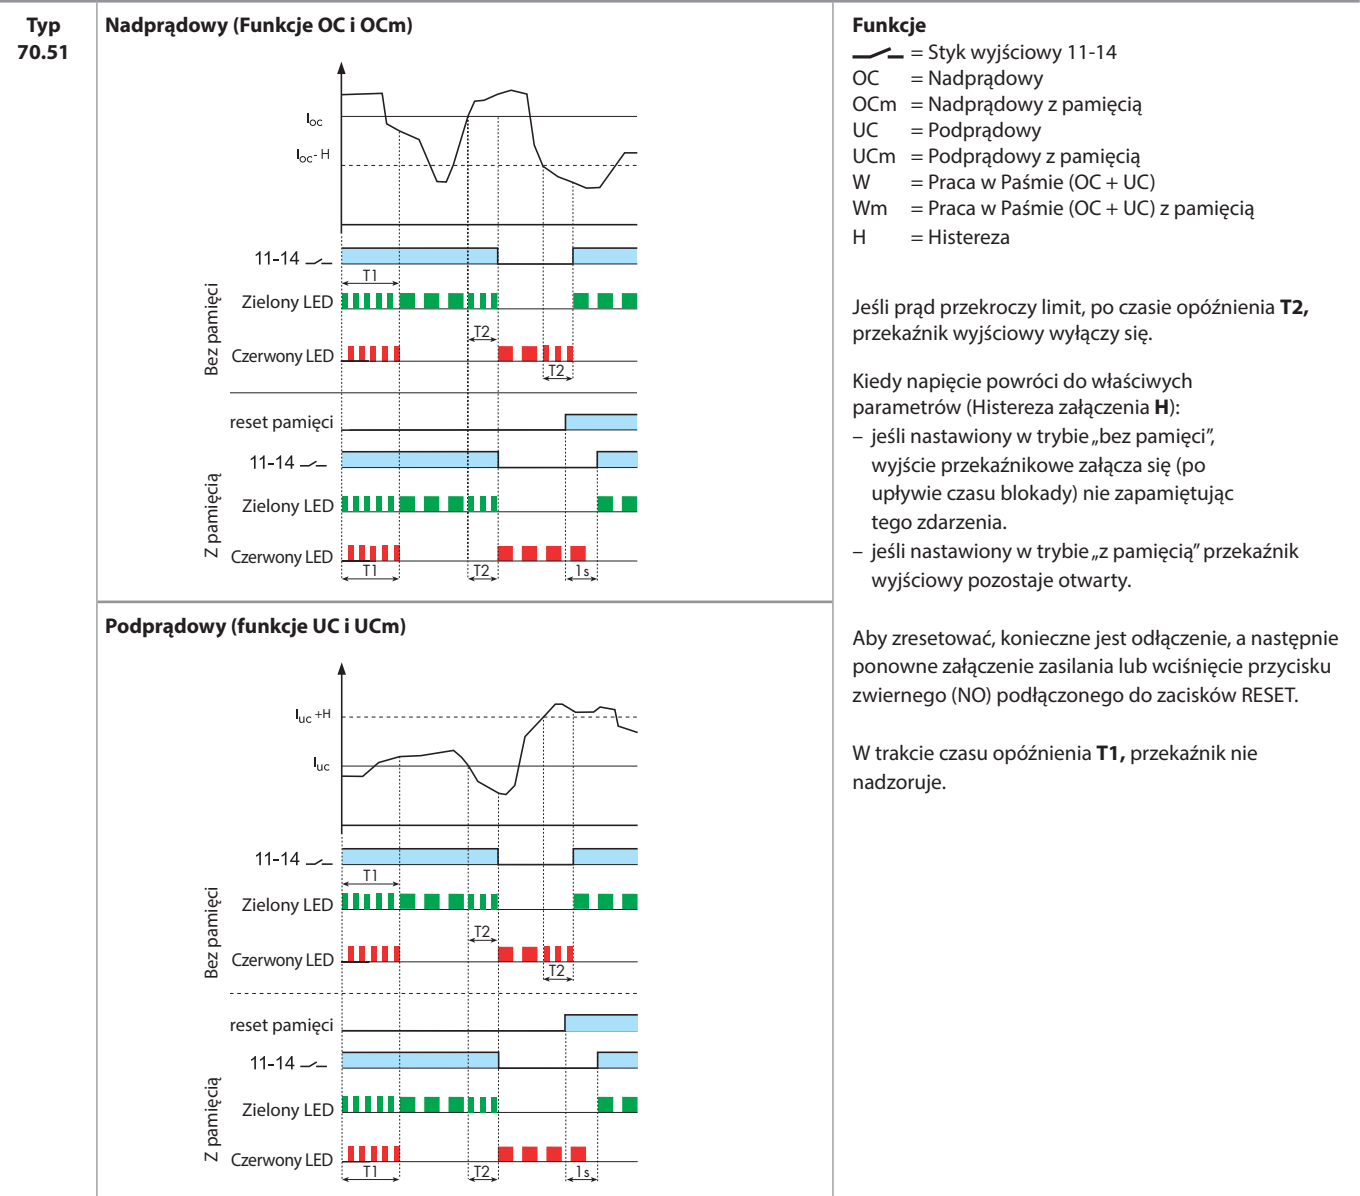 Typ
70.51
Nadprądowy (Funkcje OC i OCm)
Ioc
Ioc - H
Bez pamięci
11-14
T1
Zielony LED
T2
Czerwony LED
T2
reset pamięci
Z pamięcią
11-14
Zielony LED
Czerwony LED
T1
T2
1s
Podprądowy (funkcje UC i UCm)
Iuc +H
Iuc
Bez pamięci
11-14
T1
Zielony LED
T2
Czerwony LED
T2
reset pamięci
Z pamięcią
11-14
Zielony LED
Czerwony LED
T1
T2
1s
Funkcje
= Styk wyjściowy 11-14
OC = Nadprądowy
OCm = Nadprądowy z pamięcią
UC = Podprądowy
UCm = Podprądowy z pamięcią
W = Praca w Paśmie (OC + UC)
Wm = Praca w Paśmie (OC + UC) z pamięcią
H = Histereza
Jeśli prąd przekroczy limit, po czasie opóźnienia T2,
przekaźnik wyjściowy wyłączy się.
Kiedy napięcie powróci do właściwych
parametrów (Histereza załączenia H):
– jeśli nastawiony w trybie „bez pamięci”,
wyjście przekaźnikowe załącza się (po
upływie czasu blokady) nie zapamiętując
tego zdarzenia.
– jeśli nastawiony w trybie „z pamięcią” przekaźnik
wyjściowy pozostaje otwarty.
Aby zresetować, konieczne jest odłączenie, a następnie
ponowne załączenie zasilania lub wciśnięcie przycisku
zwiernego (NO) podłączonego do zacisków RESET.
W trakcie czasu opóźnienia T1, przekaźnik nie
nadzoruje.